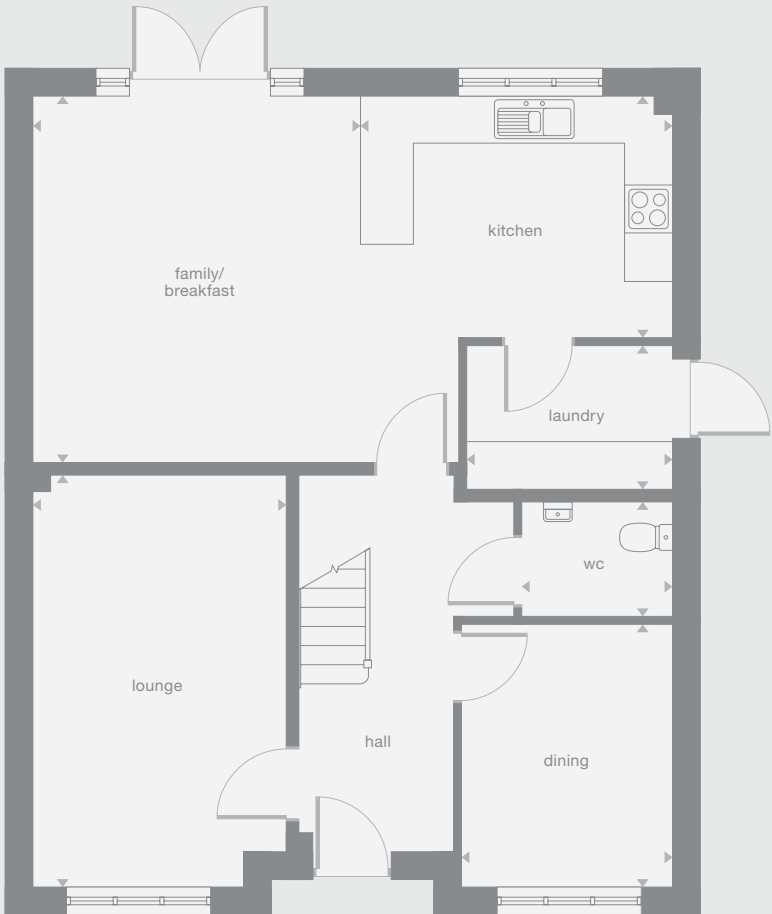 kitchen
family/
breakfast
laundry
wc
lounge
hall
dining